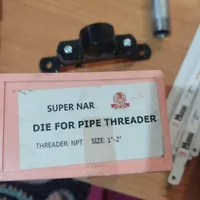 SUPER NAR
DIE FOR PIPE THREADER
THREADER: NPT SIZE: 1"-2"